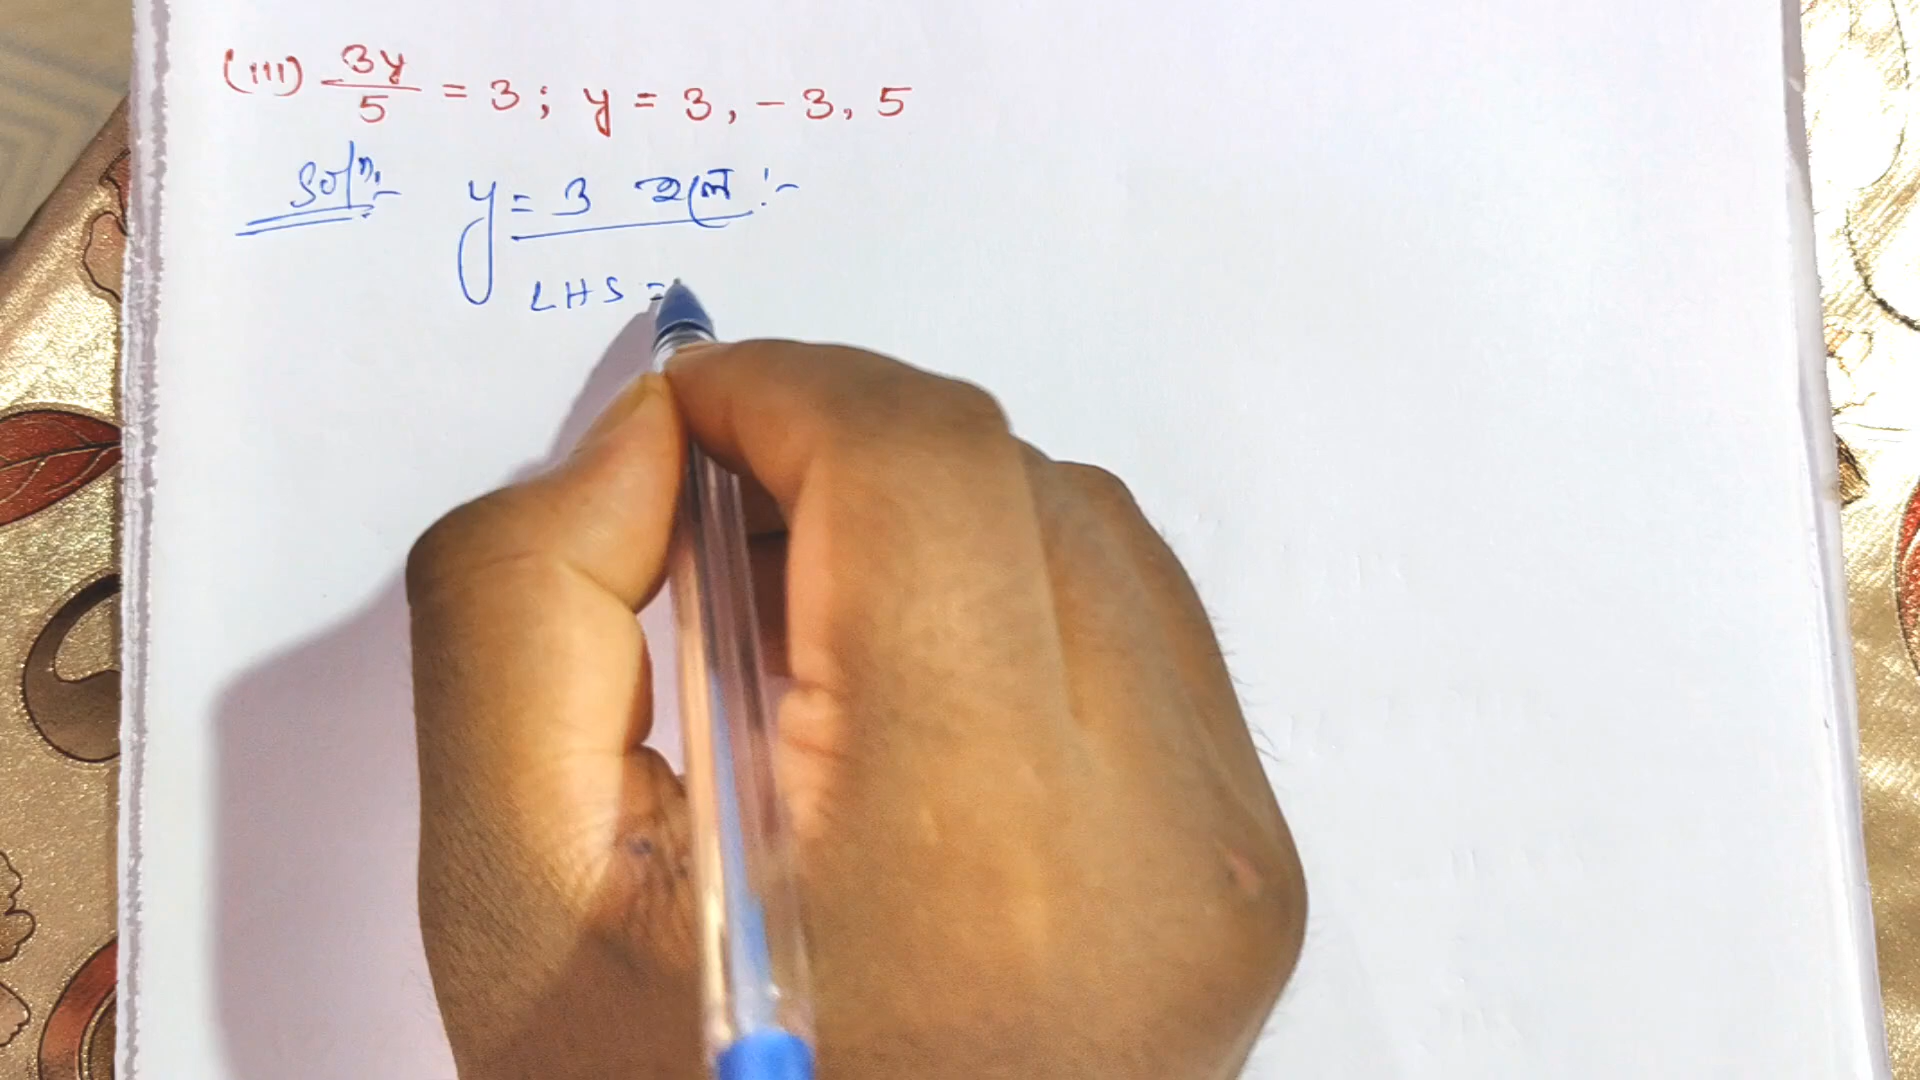 (iii) 3y/5 = 3; y = 3, -3, 5
Solⁿ:- y = 3 হলে :-
LHS =